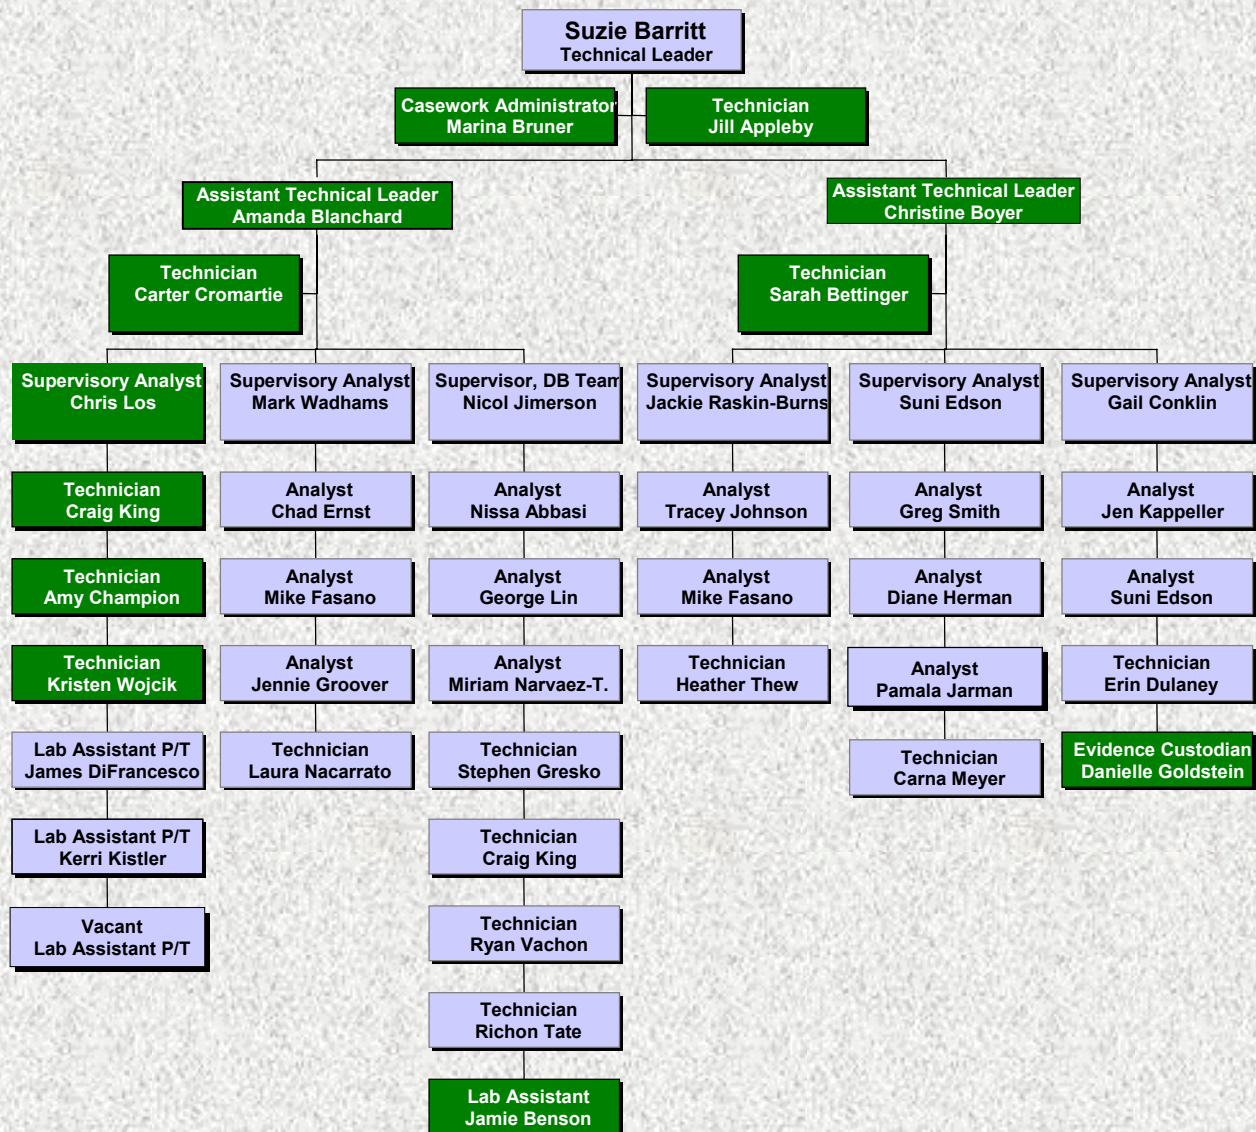 Suzie Barritt
Technical Leader
Casework Administrator
Marina Bruner
Technician
Jill Appleby
Assistant Technical Leader
Amanda Blanchard
Assistant Technical Leader
Christine Boyer
Technician
Carter Cromartie
Technician
Sarah Bettinger
Supervisory Analyst
Chris Los
Technician
Craig King
Technician
Amy Champion
Technician
Kristen Wojcik
Lab Assistant P/T
James DiFrancesco
Lab Assistant P/T
Kerri Kistler
Vacant
Lab Assistant P/T
Supervisory Analyst
Mark Wadhams
Analyst
Chad Ernst
Analyst
Mike Fasano
Analyst
Jennie Groover
Technician
Laura Nacarrato
Supervisor, DB Team
Nicol Jimerson
Analyst
Nissa Abbasi
Analyst
George Lin
Analyst
Miriam Narvaez-T.
Technician
Stephen Gresko
Technician
Craig King
Technician
Ryan Vachon
Technician
Richon Tate
Lab Assistant
Jamie Benson
Supervisory Analyst
Jackie Raskin-Burns
Analyst
Tracey Johnson
Analyst
Mike Fasano
Technician
Heather Thew
Supervisory Analyst
Suni Edson
Analyst
Greg Smith
Analyst
Diane Herman
Analyst
Pamala Jarman
Technician
Carna Meyer
Supervisory Analyst
Gail Conklin
Analyst
Jen Kappeller
Analyst
Suni Edson
Technician
Erin Dulaney
Evidence Custodian
Danielle Goldstein